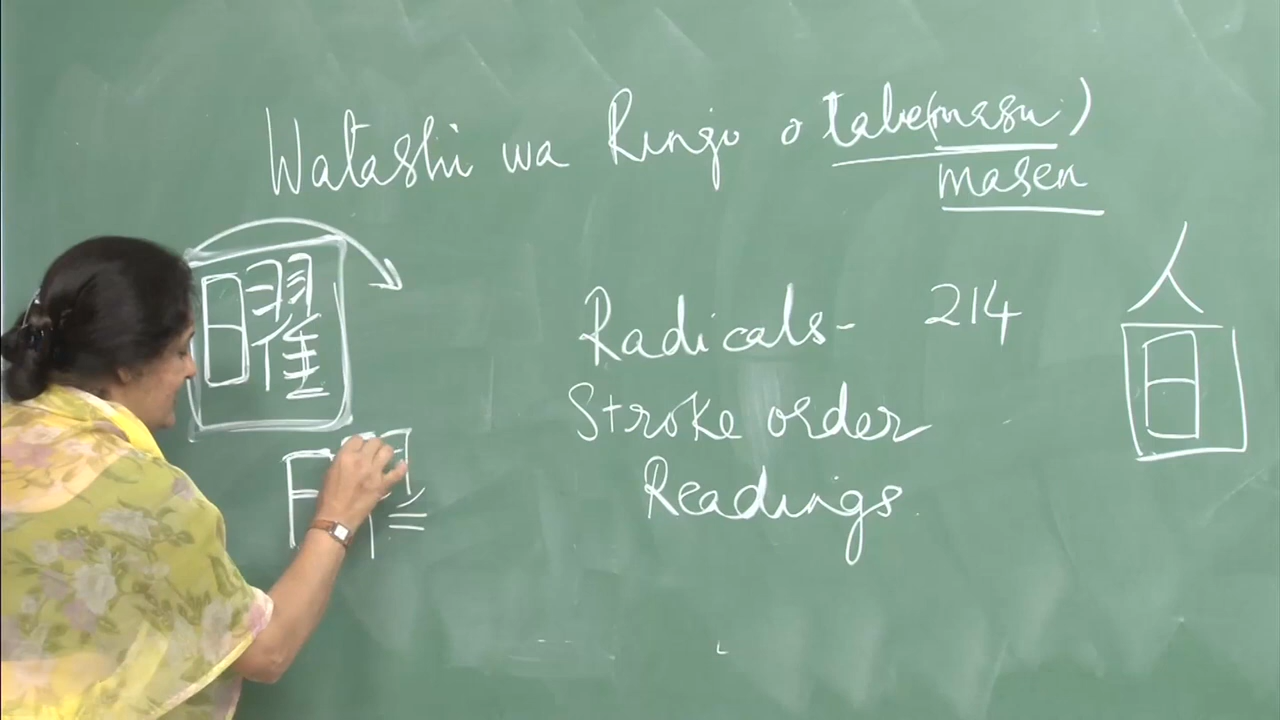 Watashi wa Ringo o tabe(masu)
masen
曜
Radicals- 214
Stroke order
Readings
人
日